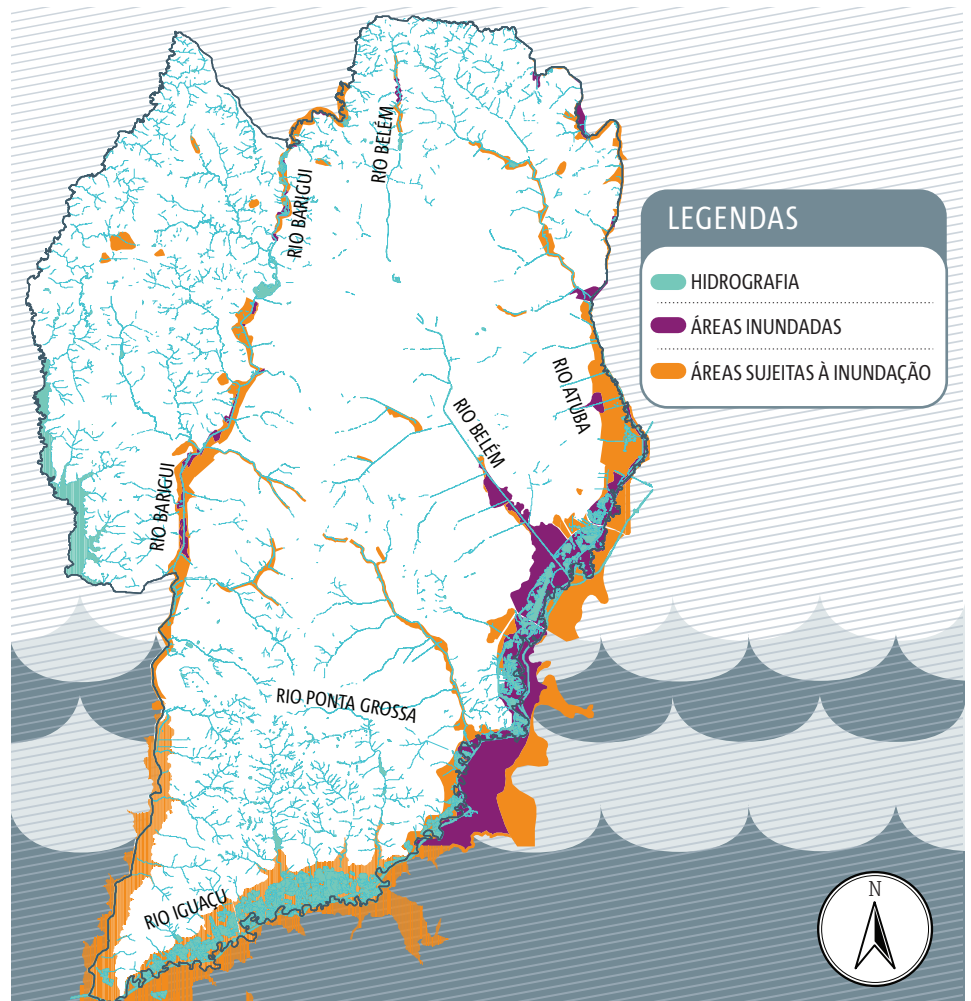 RIO BELÉM
RIO BARIGUI
LEGENDAS
HIDROGRAFIA
ÁREAS INUNDADAS
ÁREAS SUJEITAS À INUNDAÇÃO
RIO ATUBA
RIO BELÉM
RIO BARIGUI
RIO PONTA GROSSA
RIO IGUAÇU
N